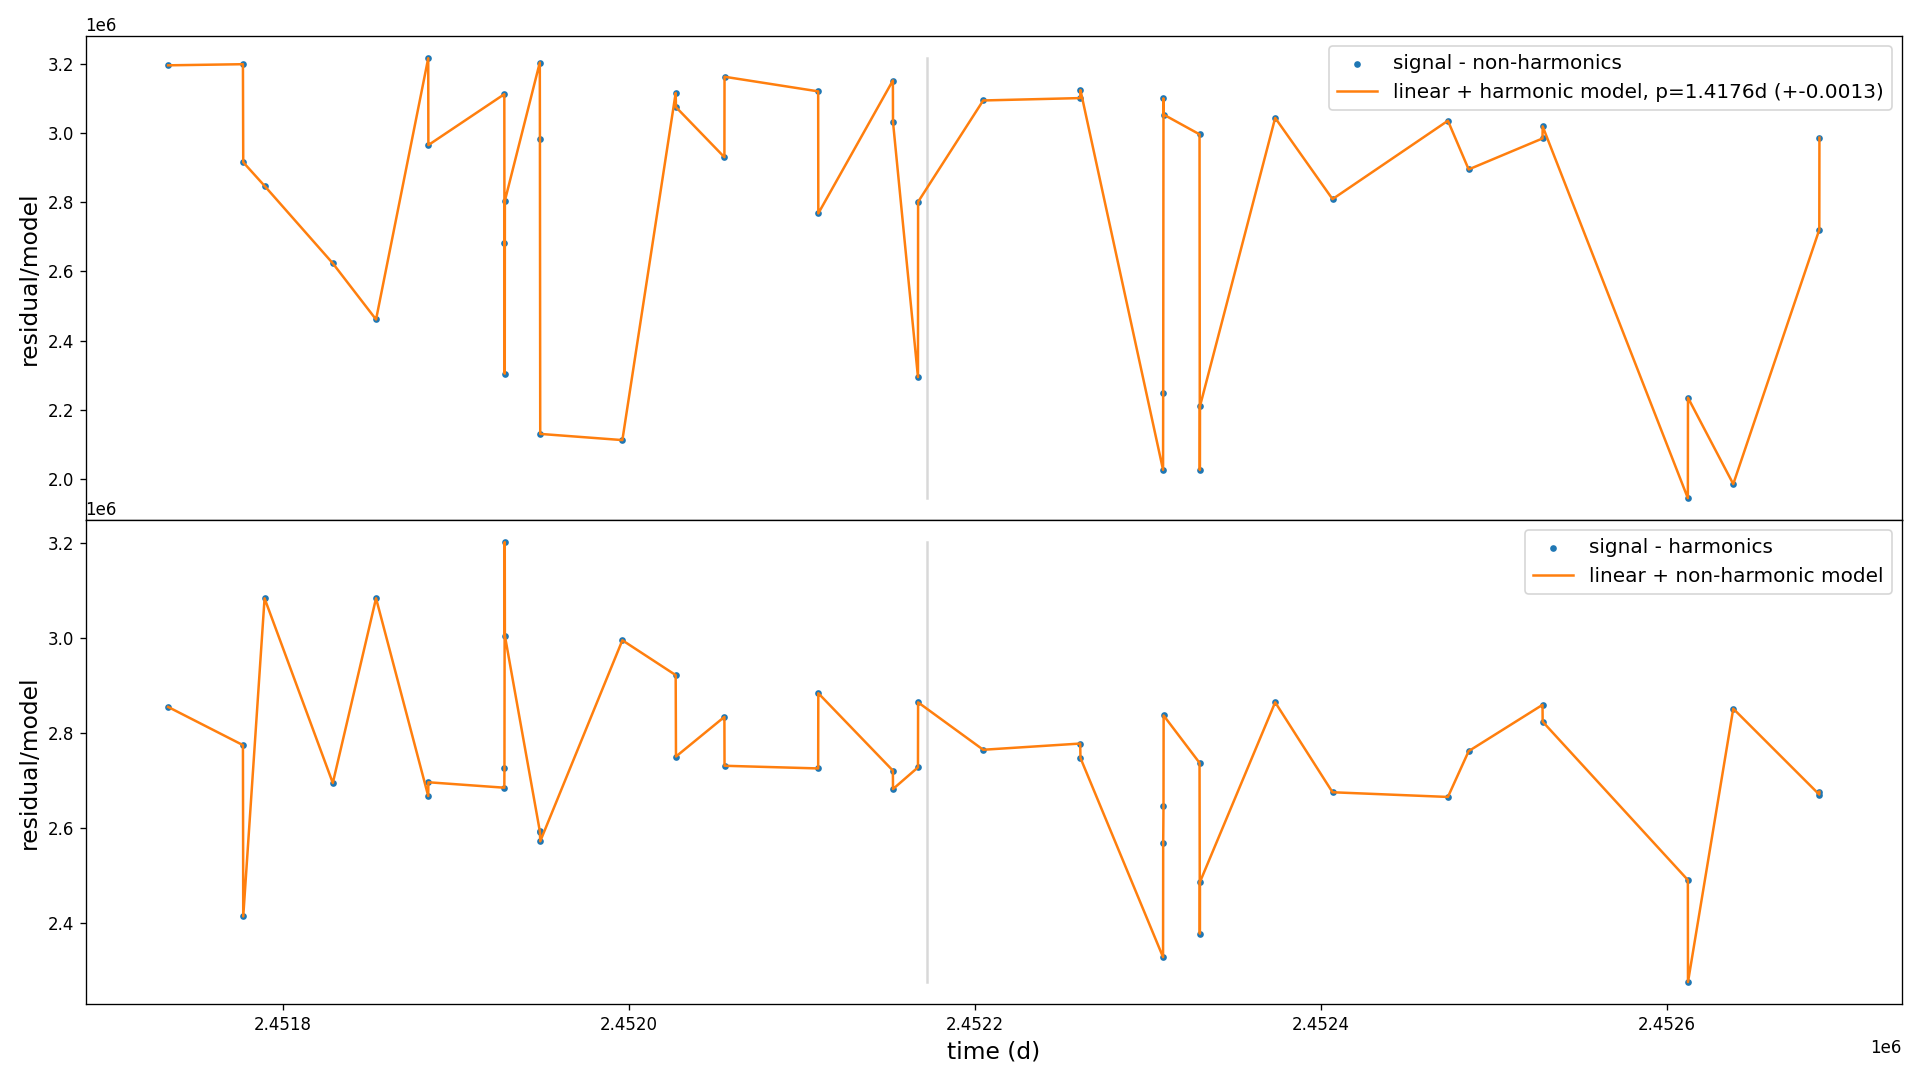 1e6
3.2
3.0
2.8
2.6
2.4
2.2
2.0
residual/model
signal - non-harmonics
linear + harmonic model, p=1.4176d (+-0.0013)
1e6
3.2
3.0
2.8
2.6
2.4
residual/model
signal - harmonics
linear + non-harmonic model
2.4518 2.4520 2.4522 2.4524 2.4526
1e6
time (d)